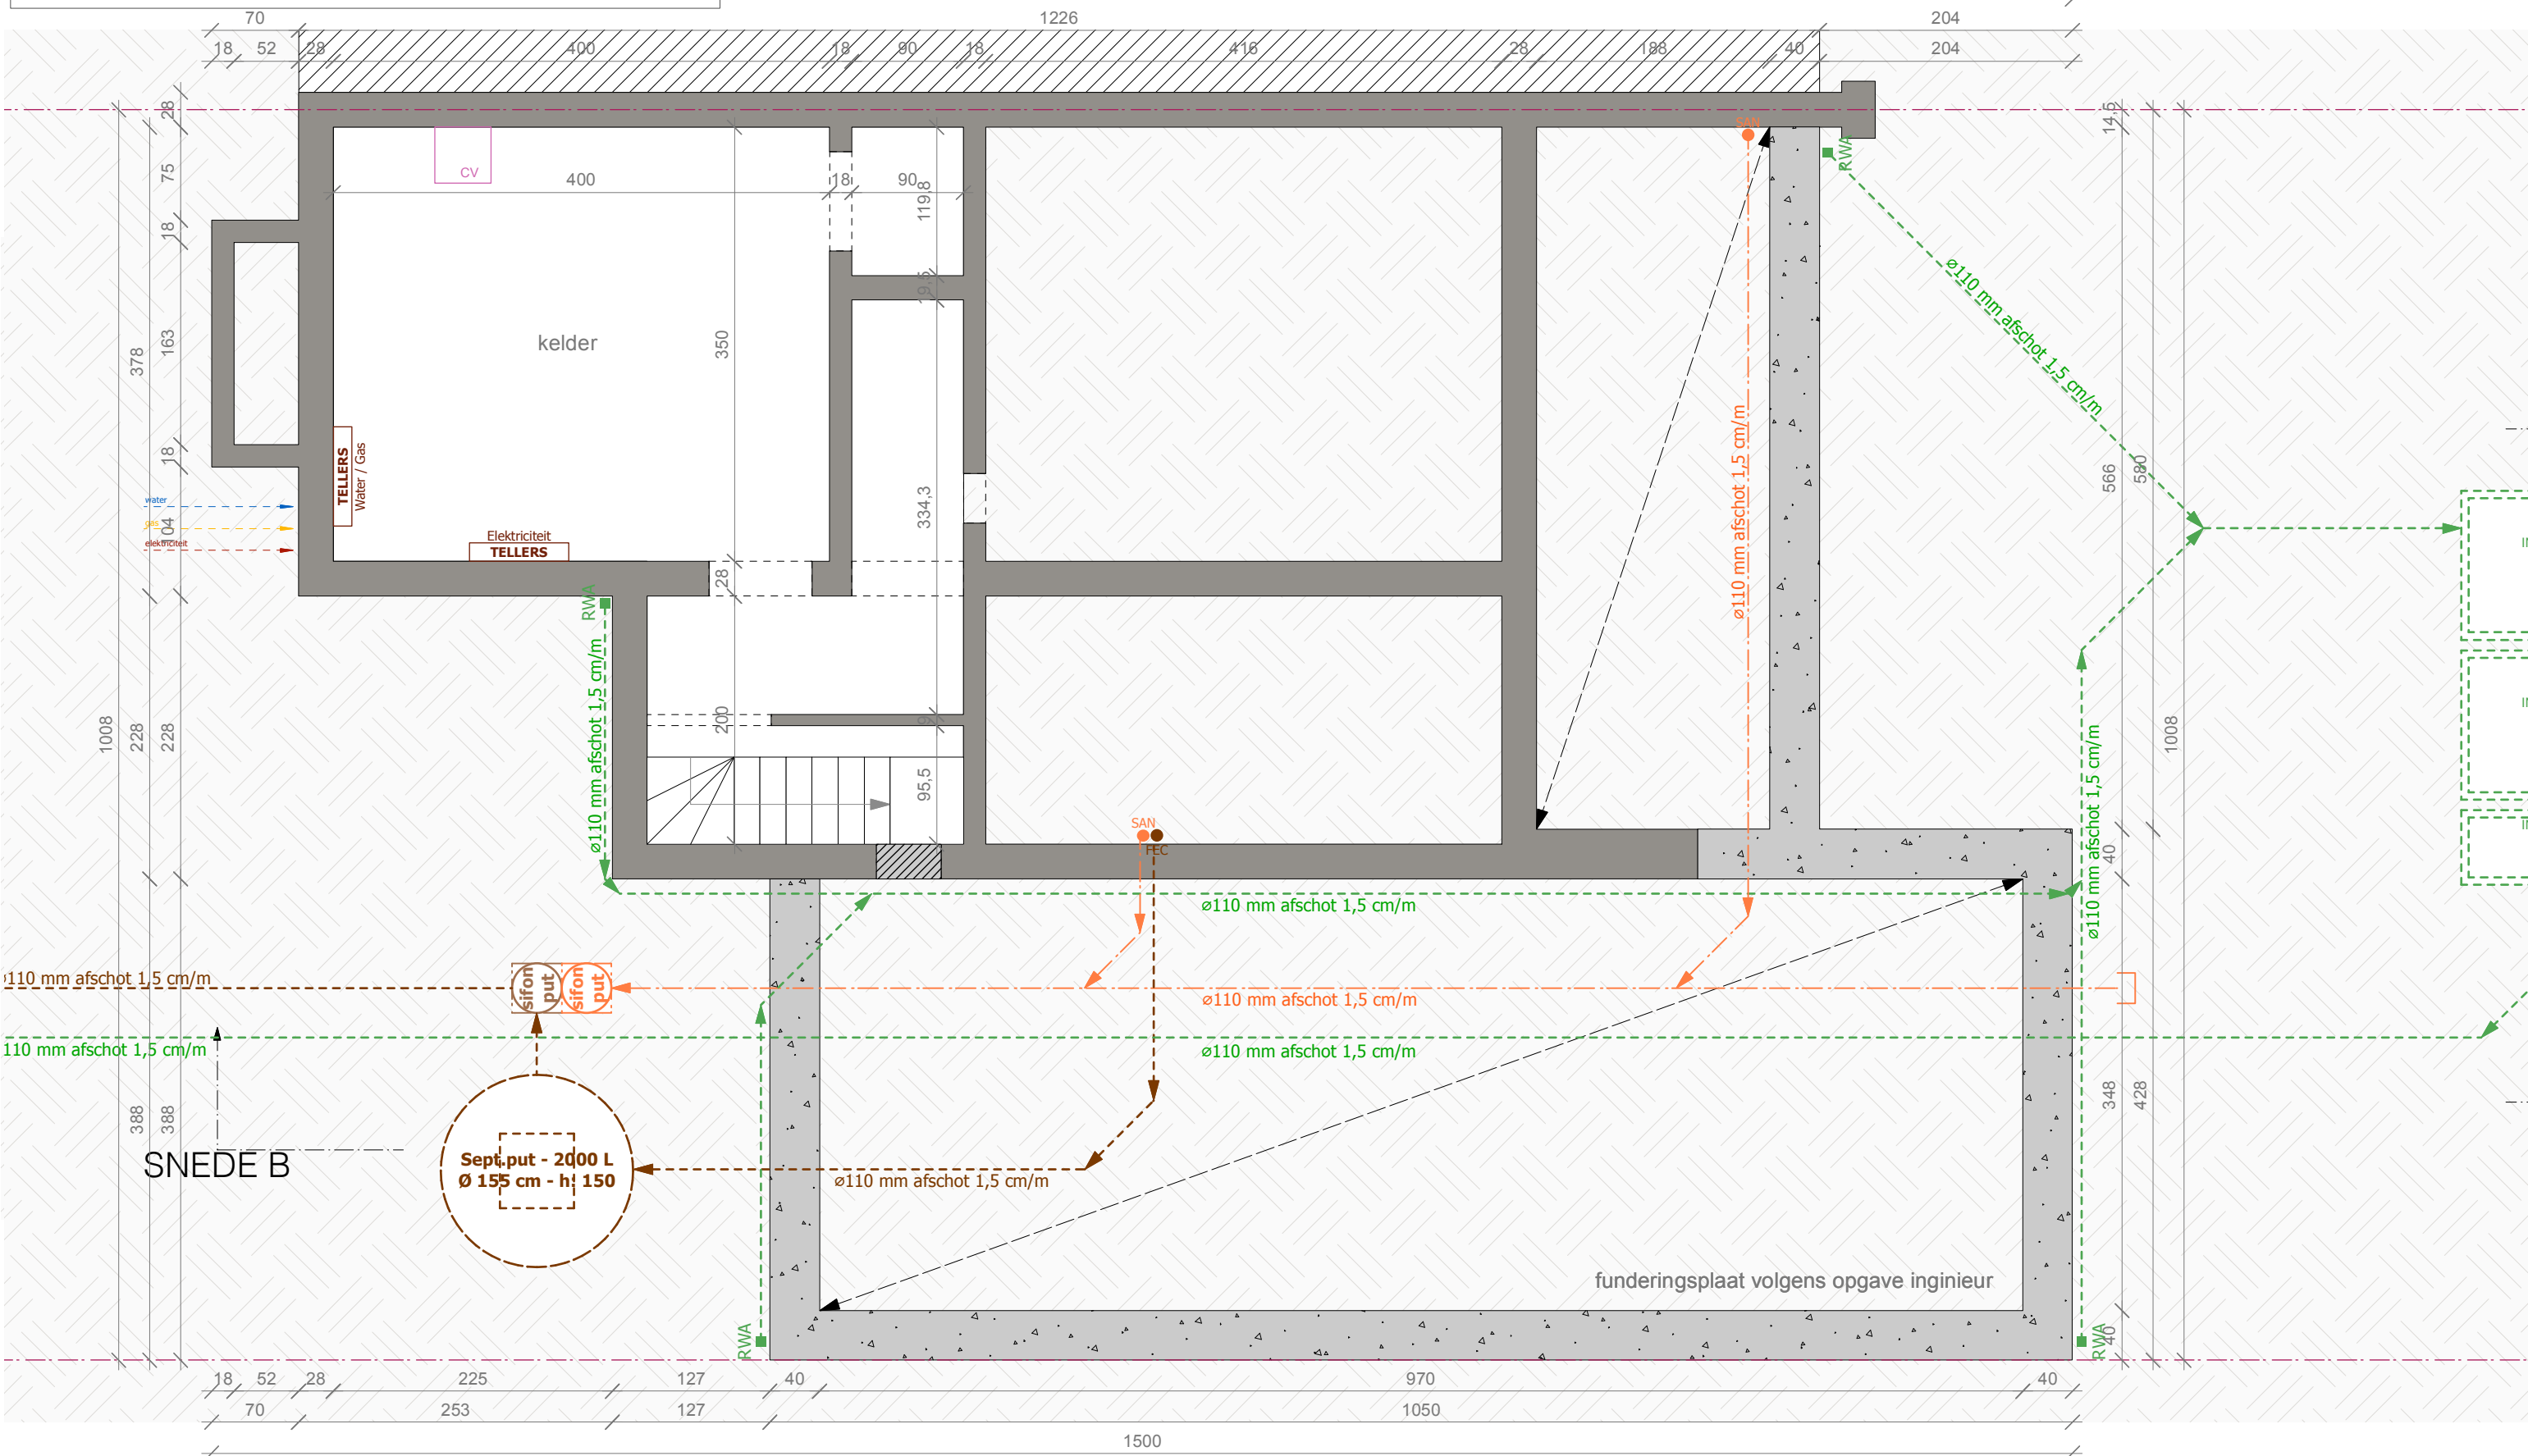 70
1226
204
18
52
28
400
18
90
18
416
28
188
40
204
28
14,5
SAN
RWA
75
CV
400
18
90
119,8
18
ø110 mm afschot 1,5 cm/m
19,5
kelder
350
163
378
566
580
TELLERS
Water / Gas
18
ø110 mm afschot 1,5 cm/m
water
gas
elektriciteit
104
334,3
Elektriciteit
TELLERS
28
RWA
ø110 mm afschot 1,5 cm/m
200
9
1008
228
228
95,5
1008
ø110 mm afschot 1,5 cm/m
SAN
FEC
40
ø110 mm afschot 1,5 cm/m
ø110 mm afschot 1,5 cm/m
sifon
put
sifon
put
ø110 mm afschot 1,5 cm/m
110 mm afschot 1,5 cm/m
ø110 mm afschot 1,5 cm/m
388
388
348
428
SNEDE B
Sept.put - 2000 L
Ø 155 cm - h: 150
ø110 mm afschot 1,5 cm/m
funderingsplaat volgens opgave inginieur
RWA
RWA
40
18
52
28
225
127
40
970
40
70
253
127
1050
1500